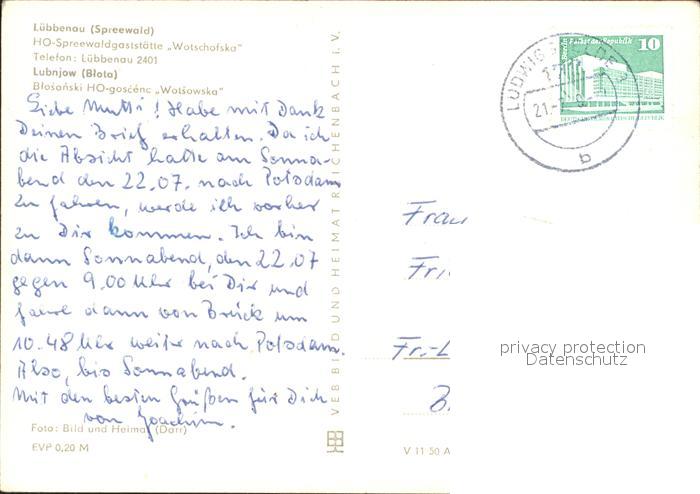 Lübbenau (Spreewald)
HO-Spreewaldgaststätte „Wotschofska"
Telefon: Lübbenau 2401
Lubnjow (Błota)
Błośański HO-gosćenc „Wotšowska"
Liebe Mutti! Habe mit Dank
Deinen Brief erhalten. Da ich
die Absicht hatte am Sonna-
bend den 22.07. nach Potsdam
zu fahren, werde ich vorher
zu Dir kommen. Ich bin
dann Sonnabend, den 22.07
gegen 9.00 Uhr bei Dir und
fahre dann von Brück um
10.48 Uhr weiter nach Potsdam.
Also, bis Sonnabend.
Mit den besten Grüßen für Dich
von Joachim.
Foto: Bild und Heimat (Darr)
EVP 0,20 M
VEB BILD UND HEIMAT REICHENBACH I. V.
V 11 50 A
10
21.
b
Frau
Fri
Fr.-L
B
privacy protection
Datenschutz